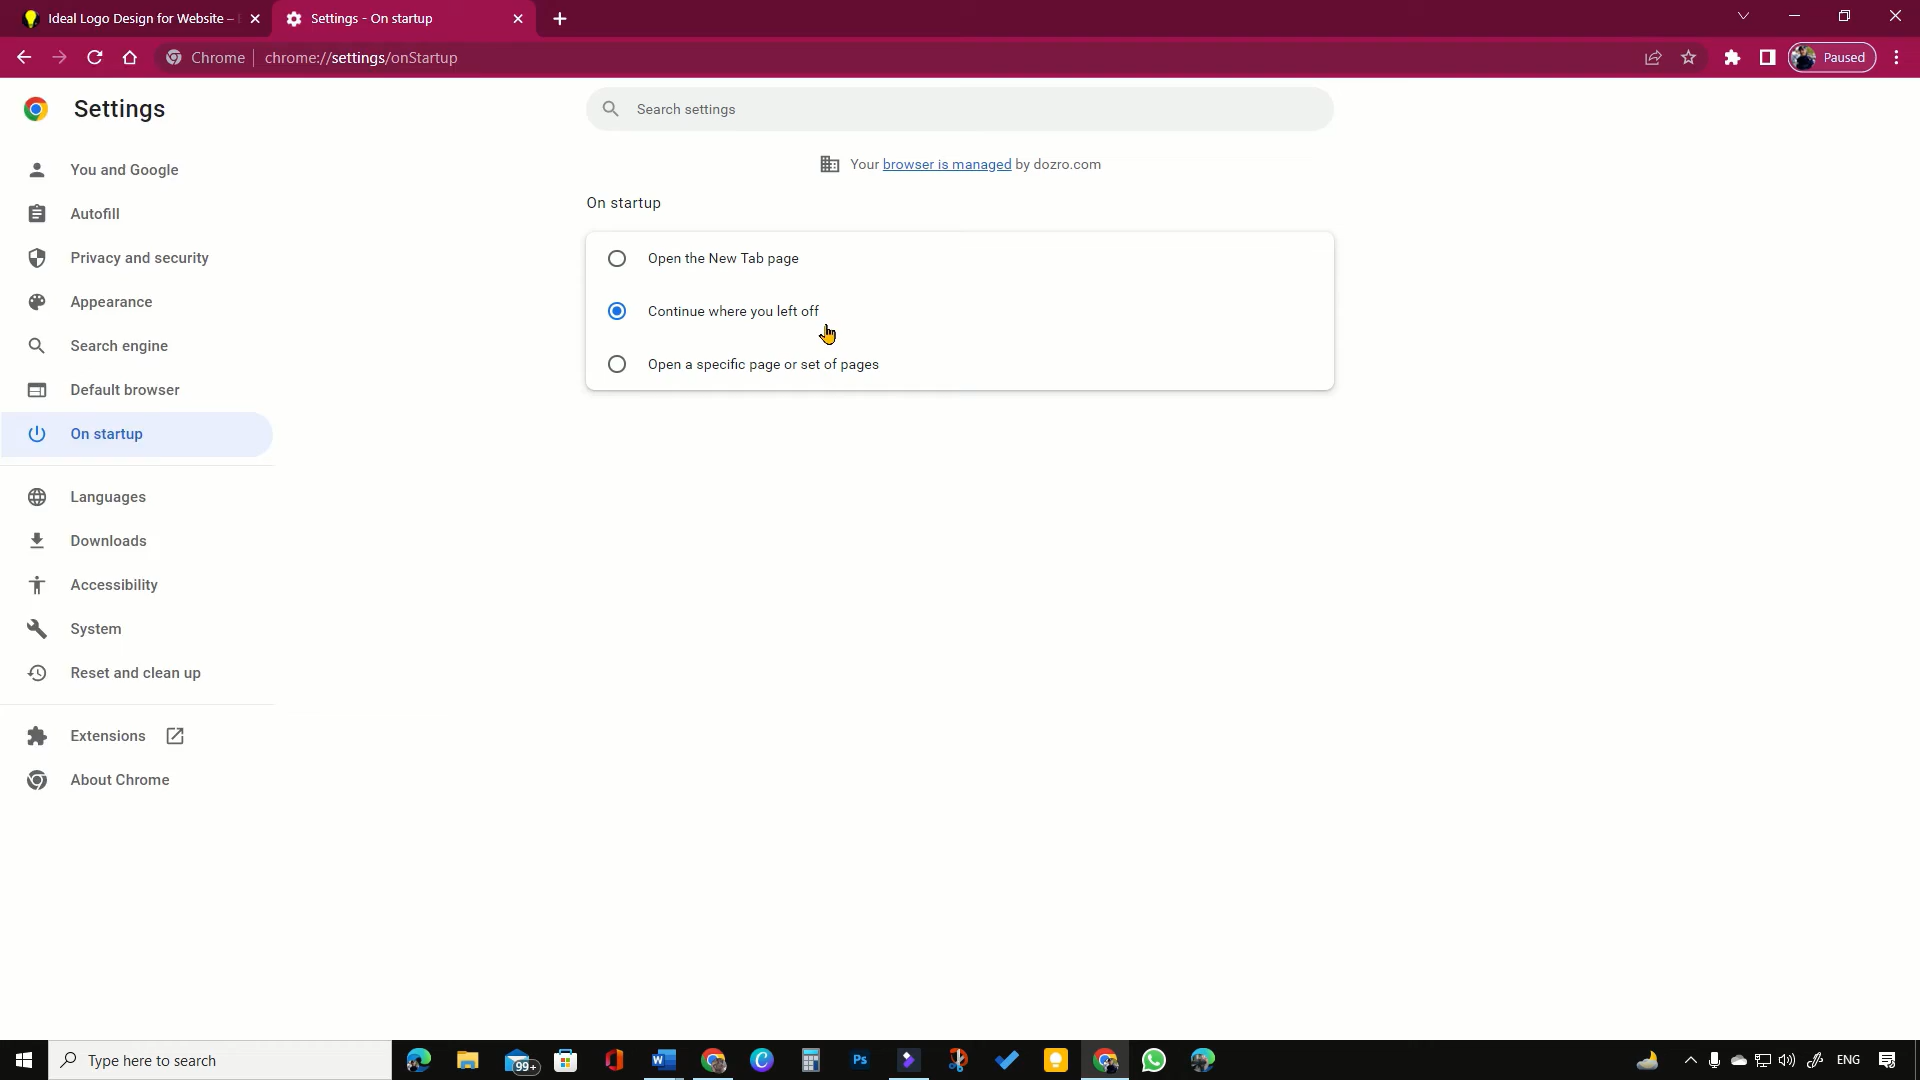 Ideal Logo Design for Website –
Settings - On startup
Chrome
chrome://settings/onStartup
Paused
Settings
Search settings
Your browser is managed by dozro.com
You and Google
Autofill
Privacy and security
Appearance
Search engine
Default browser
On startup
Languages
Downloads
Accessibility
System
Reset and clean up
Extensions
About Chrome
On startup
Open the New Tab page
Continue where you left off
Open a specific page or set of pages
Type here to search
99+
W
C
Ps
ENG